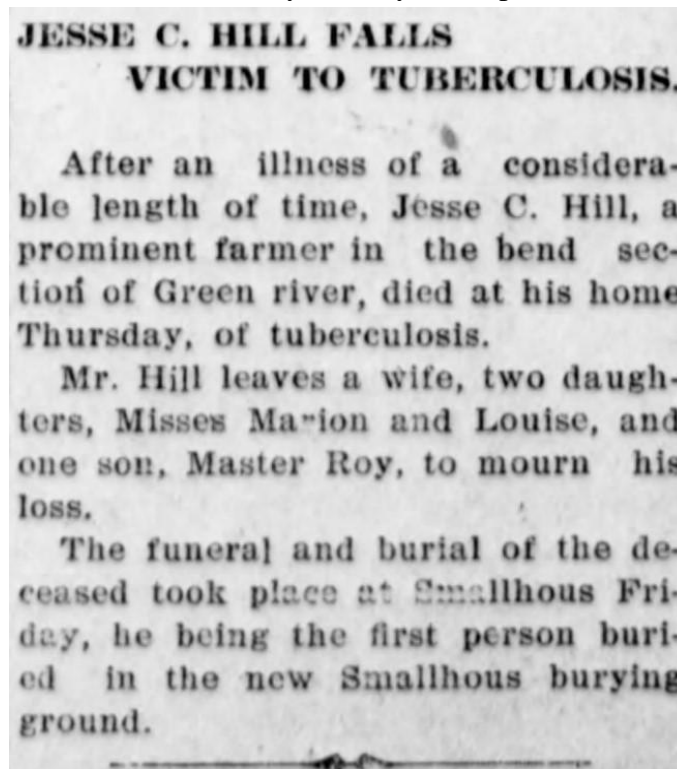 JESSE C. HILL FALLS
VICTIM TO TUBERCULOSIS.
After an illness of a considera-
ble length of time, Jesse C. Hill, a
prominent farmer in the bend sec-
tion of Green river, died at his home
Thursday, of tuberculosis.
Mr. Hill leaves a wife, two daugh-
ters, Misses Marion and Louise, and
one son, Master Roy, to mourn his
loss.
The funeral and burial of the de-
ceased took place at Smallhous Fri-
day, he being the first person buri-
ed in the new Smallhous burying
ground.